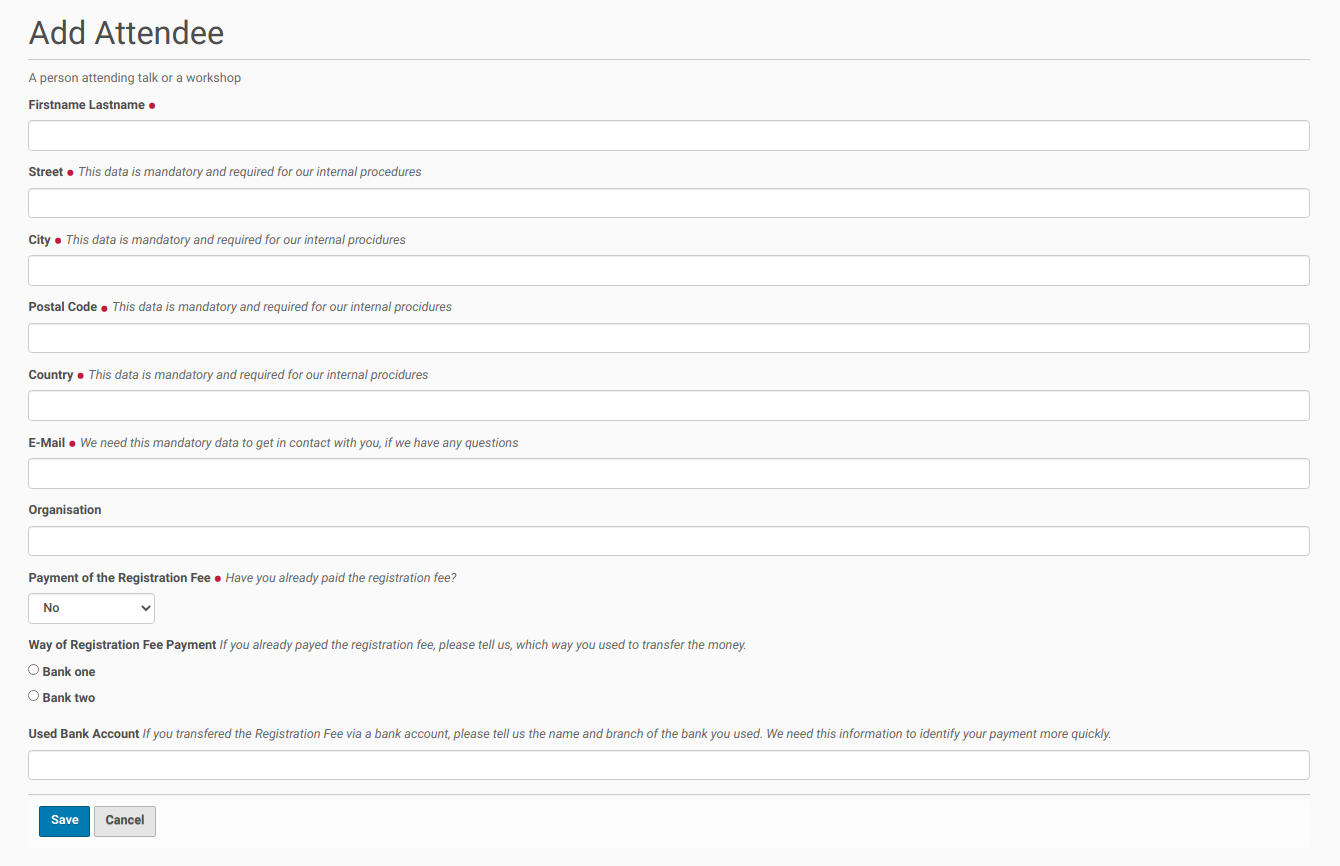 Add Attendee
A person attending talk or a workshop
Firstname Lastname
Street This data is mandatory and required for our internal procedures
City This data is mandatory and required for our internal procidures
Postal Code This data is mandatory and required for our internal procidures
Country This data is mandatory and required for our internal procidures
E-Mail We need this mandatory data to get in contact with you, if we have any questions
Organisation
Payment of the Registration Fee Have you already paid the registration fee?
No
Way of Registration Fee Payment If you already payed the registration fee, please tell us, which way you used to transfer the money.
Bank one
Bank two
Used Bank Account If you transfered the Registration Fee via a bank account, please tell us the name and branch of the bank you used. We need this information to identify your payment more quickly.
Save Cancel